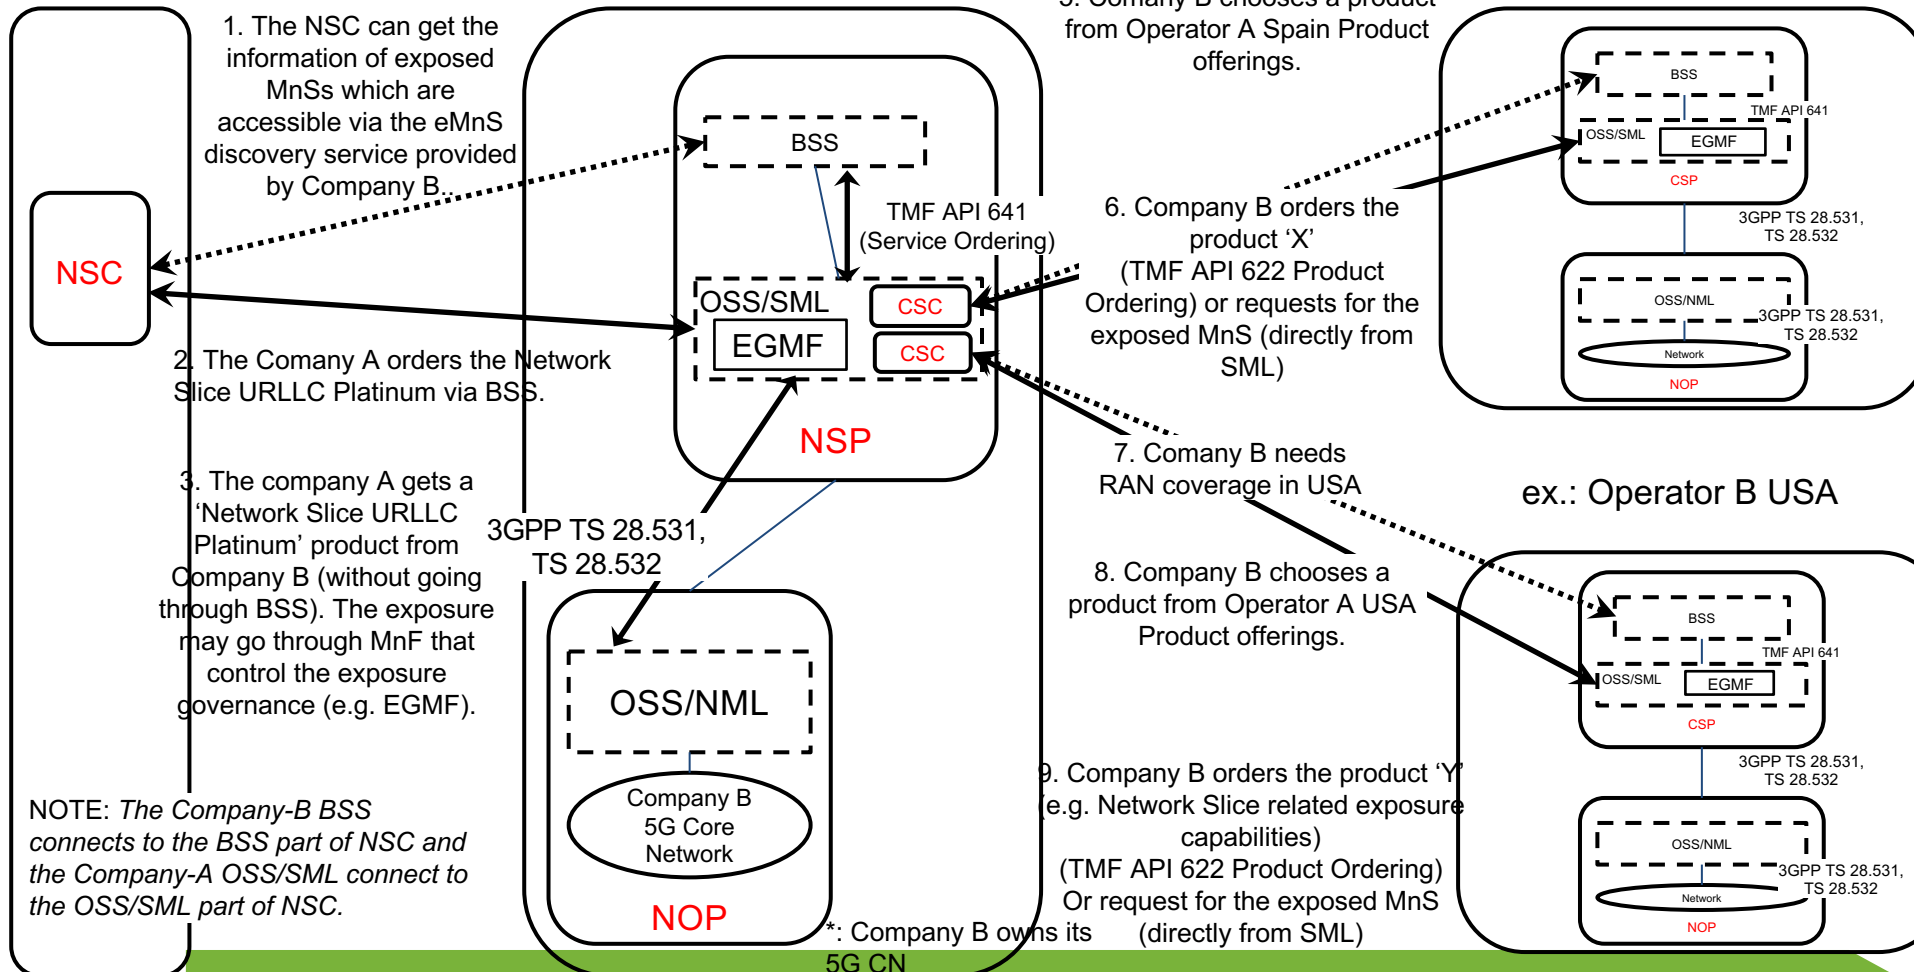 1. The NSC can get the
information of exposed
MnSs which are
accessible via the eMnS
discovery service provided
by Company B..
NSC
2. The Comany A orders the Network
Slice URLLC Platinum via BSS.
3. The company A gets a
‘Network Slice URLLC
Platinum’ product from
Company B (without going
through BSS). The exposure
may go through MnF that
control the exposure
governance (e.g. EGMF).
NOTE: The Company-B BSS
connects to the BSS part of NSC and
the Company-A OSS/SML connect to
the OSS/SML part of NSC.
BSS
TMF API 641
(Service Ordering)
OSS/SML
EGMF
CSC
CSC
NSP
3GPP TS 28.531,
TS 28.532
OSS/NML
Company B
5G Core
Network
NOP
*: Company B owns its
5G CN
5. Comany B chooses a product
from Operator A Spain Product
offerings.
6. Company B orders the
product ‘X’
(TMF API 622 Product
Ordering) or requests for the
exposed MnS (directly from
SML)
7. Comany B needs
RAN coverage in USA
8. Company B chooses a
product from Operator A USA
Product offerings.
9. Company B orders the product ‘Y’
(e.g. Network Slice related exposure
capabilities)
(TMF API 622 Product Ordering)
Or request for the exposed MnS
(directly from SML)
BSS
TMF API 641
OSS/SML
EGMF
CSP
3GPP TS 28.531,
TS 28.532
OSS/NML
3GPP TS 28.531,
TS 28.532
Network
NOP
ex.: Operator B USA
BSS
TMF API 641
OSS/SML
EGMF
CSP
3GPP TS 28.531,
TS 28.532
OSS/NML
3GPP TS 28.531,
TS 28.532
Network
NOP